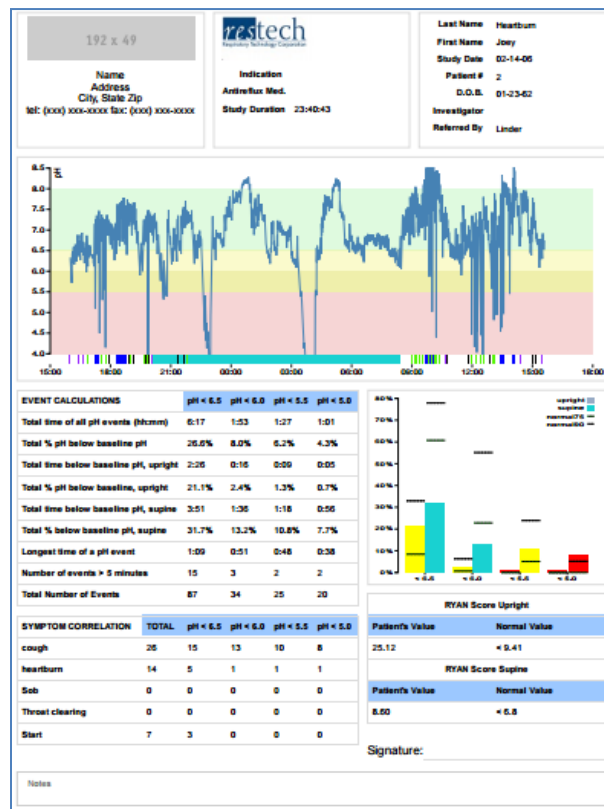 192 x 49
Name
Address
City, State Zip
tel: (xxx) xxx-xxxx fax: (xxx) xxx-xxxx
restech
Respiratory Technology Corporation
Indication
Antireflux Med.
Study Duration 23:40:43
Last Name Heartburn
First Name Joey
Study Date 02-14-06
Patient # 2
D.O.B. 01-23-62
Investigator
Referred By Linder
pH
8.5
8.0
7.5
7.0
6.5
6.0
5.5
5.0
4.5
4.0
15:00 18:00 21:00 00:00 03:00 06:00 09:00 12:00 15:00 18:00
EVENT CALCULATIONS pH < 6.5 pH < 6.0 pH < 5.5 pH < 5.0
Total time of all pH events (hh:mm) 6:17 1:53 1:27 1:01
Total % pH below baseline pH 26.6% 8.0% 6.2% 4.3%
Total time below baseline pH, upright 2:26 0:16 0:09 0:05
Total % pH below baseline, upright 21.1% 2.4% 1.3% 0.7%
Total time below baseline pH, supine 3:51 1:36 1:18 0:56
Total % below baseline pH, supine 31.7% 13.2% 10.8% 7.7%
Longest time of a pH event 1:09 0:51 0:48 0:38
Number of events > 5 minutes 15 3 2 2
Total Number of Events 87 34 25 20
SYMPTOM CORRELATION TOTAL pH < 6.5 pH < 6.0 pH < 5.5 pH < 5.0
cough 26 15 13 10 8
heartburn 14 5 1 1 1
Sob 0 0 0 0 0
Throat clearing 0 0 0 0 0
Start 7 3 0 0 0
80%
70%
60%
50%
40%
30%
20%
10%
0%
upright
supine
RYAN Score Upright
Patient's Value Normal Value
25.12 < 9.41
RYAN Score Supine
Patient's Value Normal Value
8.60 < 6.8
Signature:
Notes